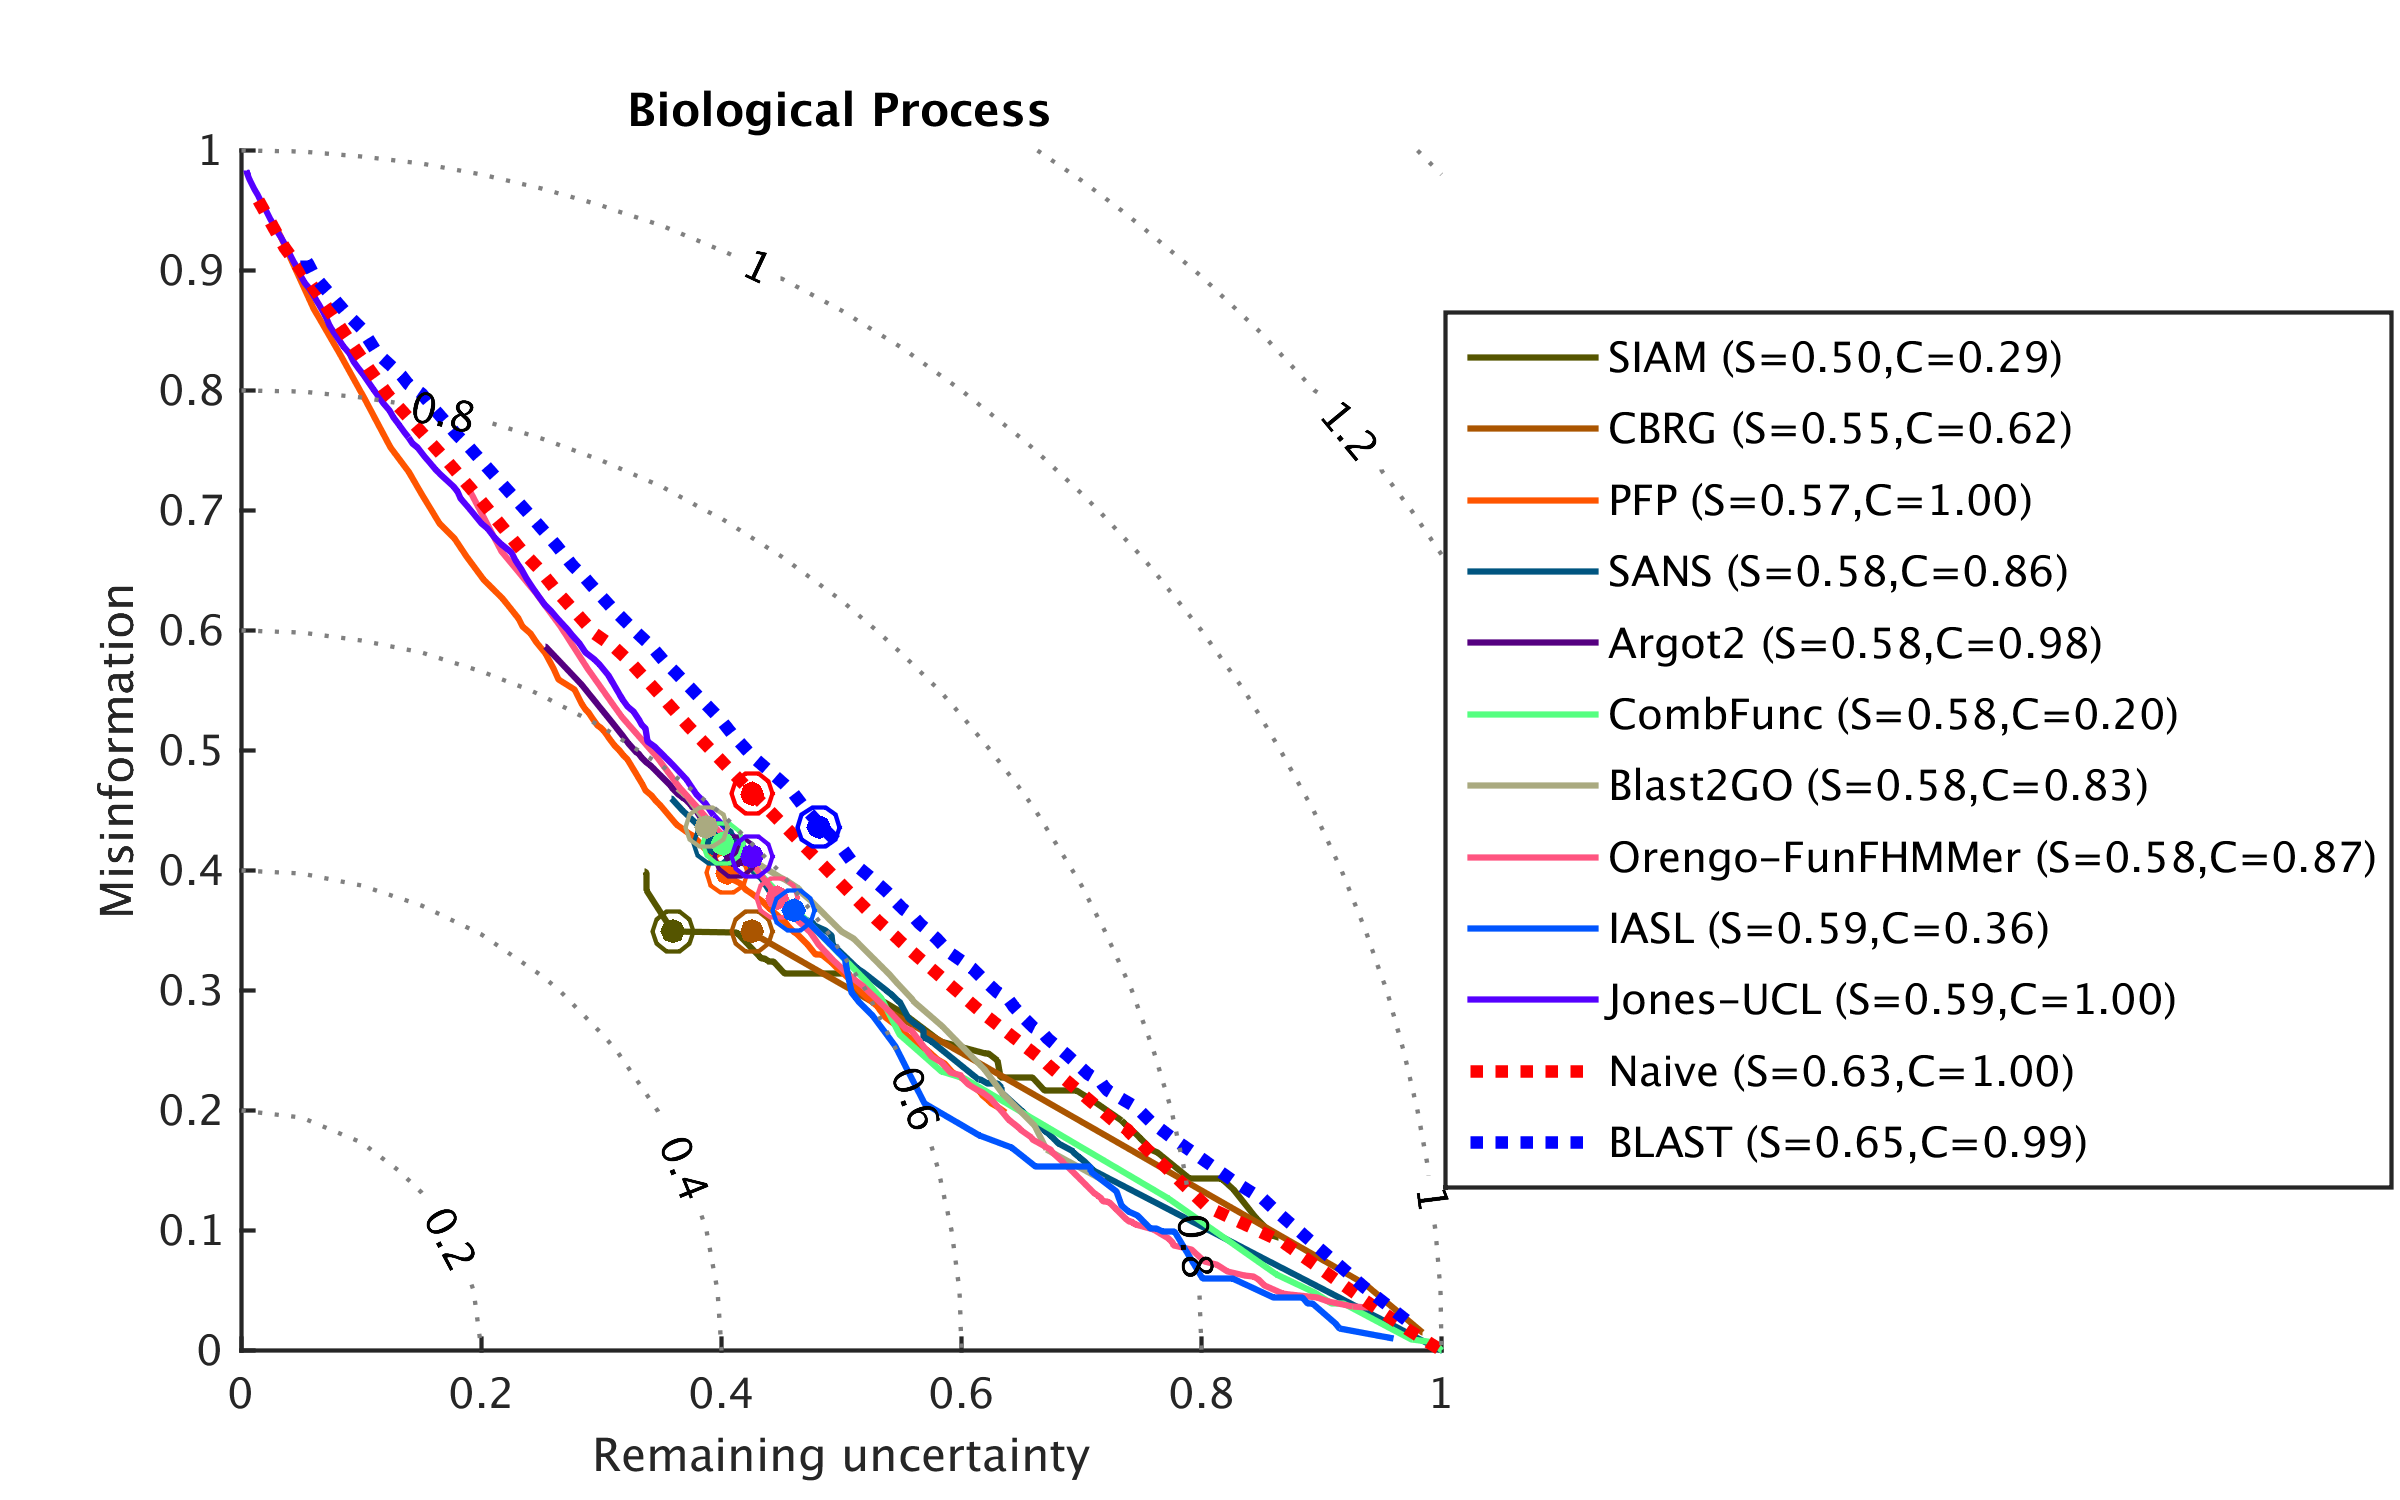 Biological Process
Misinformation
1
0.9
0.8
0.7
0.6
0.5
0.4
0.3
0.2
0.1
0
0
0.2
0.4
0.6
0.8
1
Remaining uncertainty
1
1.2
0.8
0.6
0.4
0.2
0.8
1
SIAM (S=0.50,C=0.29)
CBRG (S=0.55,C=0.62)
PFP (S=0.57,C=1.00)
SANS (S=0.58,C=0.86)
Argot2 (S=0.58,C=0.98)
CombFunc (S=0.58,C=0.20)
Blast2GO (S=0.58,C=0.83)
Orengo-FunFHMMer (S=0.58,C=0.87)
IASL (S=0.59,C=0.36)
Jones-UCL (S=0.59,C=1.00)
Naive (S=0.63,C=1.00)
BLAST (S=0.65,C=0.99)